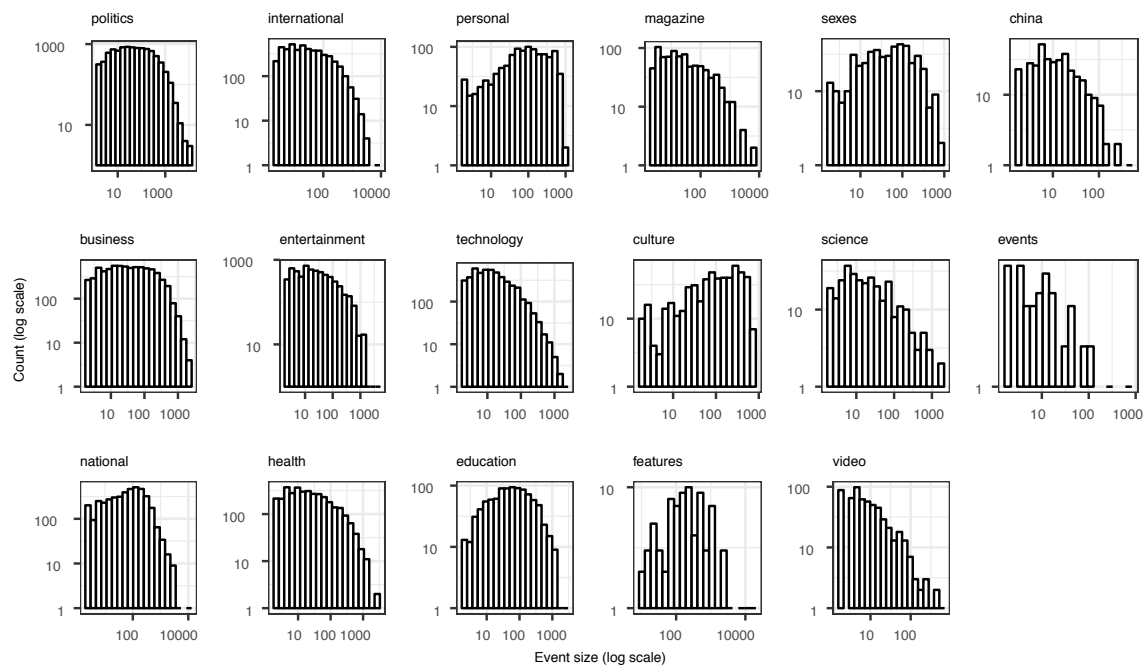 politics international personal magazine sexes china
1000 100 100 100
100 10
10 10 10
10 10
1 1 1 1 1
10 1000 100 10000 10 100 1000 100 10000 10 100 1000 10 100
business entertainment technology culture science events
1000
100 100 100
10 10
10 10 10
1 1 1 1 1
10 100 1000 10 100 1000 10 100 1000 10 100 1000 10 100 1000 10 100 1000
national health education features video
100 10 100
100 100
10 10
10 10
1 1 1 1 1
100 10000 10 100 1000 10 100 1000 100 10000 10 100
Count (log scale)
Event size (log scale)